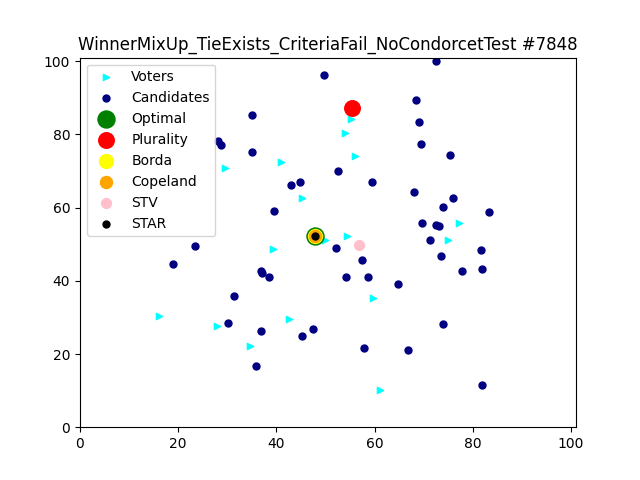 WinnerMixUp_TieExists_CriteriaFail_NoCondorcetTest #7848
100
80
60
40
20
0
Voters
Candidates
Optimal
Plurality
Borda
Copeland
STV
STAR
0 20 40 60 80 100